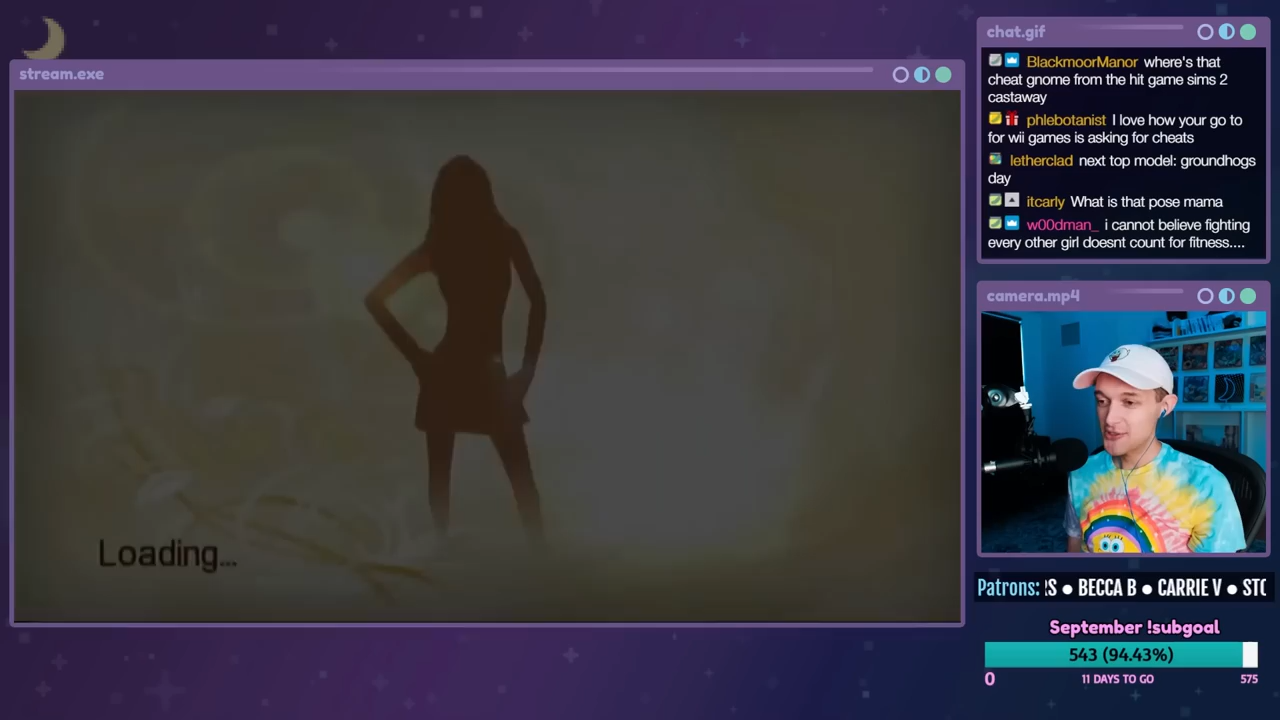 stream.exe
Loading...
chat.gif
BlackmoorManor where's that
cheat gnome from the hit game sims 2
castaway
phlebotanist I love how your go to
for wii games is asking for cheats
letherclad next top model: groundhogs
day
itcarly What is that pose mama
w00dman_ i cannot believe fighting
every other girl doesnt count for fitness....
camera.mp4
Patrons: RS ● BECCA B ● CARRIE V ●
September !subgoal
543 (94.43%)
0 11 DAYS TO GO 575